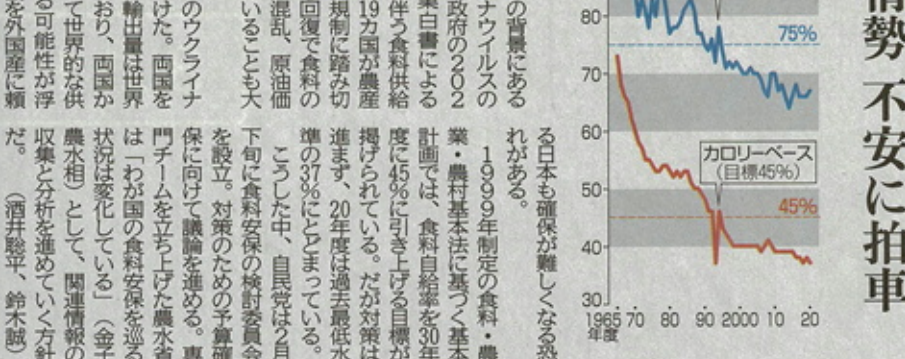 情勢 不安に拍車
80
75%
70
60
カロリーベース
(目標45%)
50
45%
40
30
1965 70 80 90 2000 10 20
年度
の背景にある
ナウイルスの
政府の202
業白書による
伴う食料供給
19カ国が農産
規制に踏み切
回復で食料の
混乱、原油価
いることも大
のウクライナ
けた。両国を
輸出量は世界
おり、両国か
て世界的な供
る可能性が浮
を外国産に頼
る日本も確保が難しくなる恐
れがある。
1999年制定の食料・農
業・農村基本法に基づく基本
計画では、食料自給率を30年
度に45%に引き上げる目標が
掲げられている。だが対策は
進まず、20年度は過去最低水
準の37%にとどまっている。
こうした中、自民党は2月
下旬に食料安保の検討委員会
を設立。対策のための予算確
保に向けて議論を進める。専
門チームを立ち上げた農水省
は「わが国の食料安保を巡る
状況は変化している」(金子
農水相)として、関連情報の
収集と分析を進めていく方針
だ。 (酒井聡平、鈴木誠)